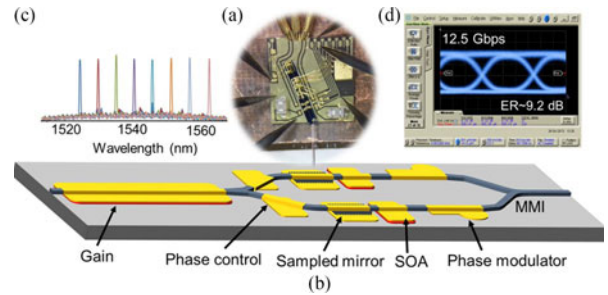 (c)
(a)
(d)
12.5 Gbps
ER~9.2 dB
1520 1540 1560
Wavelength (nm)
MMI
Gain
Phase control
Sampled mirror
SOA
Phase modulator
(b)